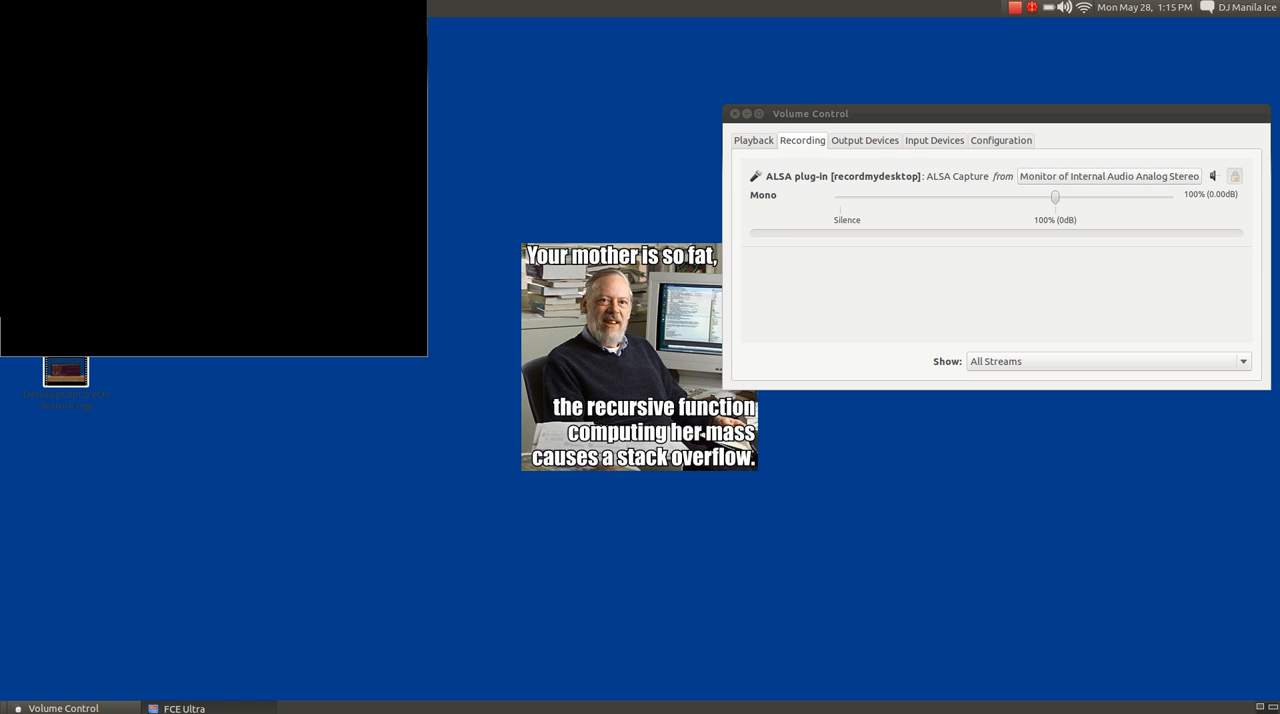 Mon May 28, 1:15 PM DJ Manila Ice
Volume Control
Playback Recording Output Devices Input Devices Configuration
ALSA plug-in [recordmydesktop]: ALSA Capture from Monitor of Internal Audio Analog Stereo
Mono 100% (0.00dB)
Silence 100% (0dB)
Show: All Streams
Your mother is so fat,
the recursive function
computing her mass
causes a stack overflow.
Volume Control FCE Ultra